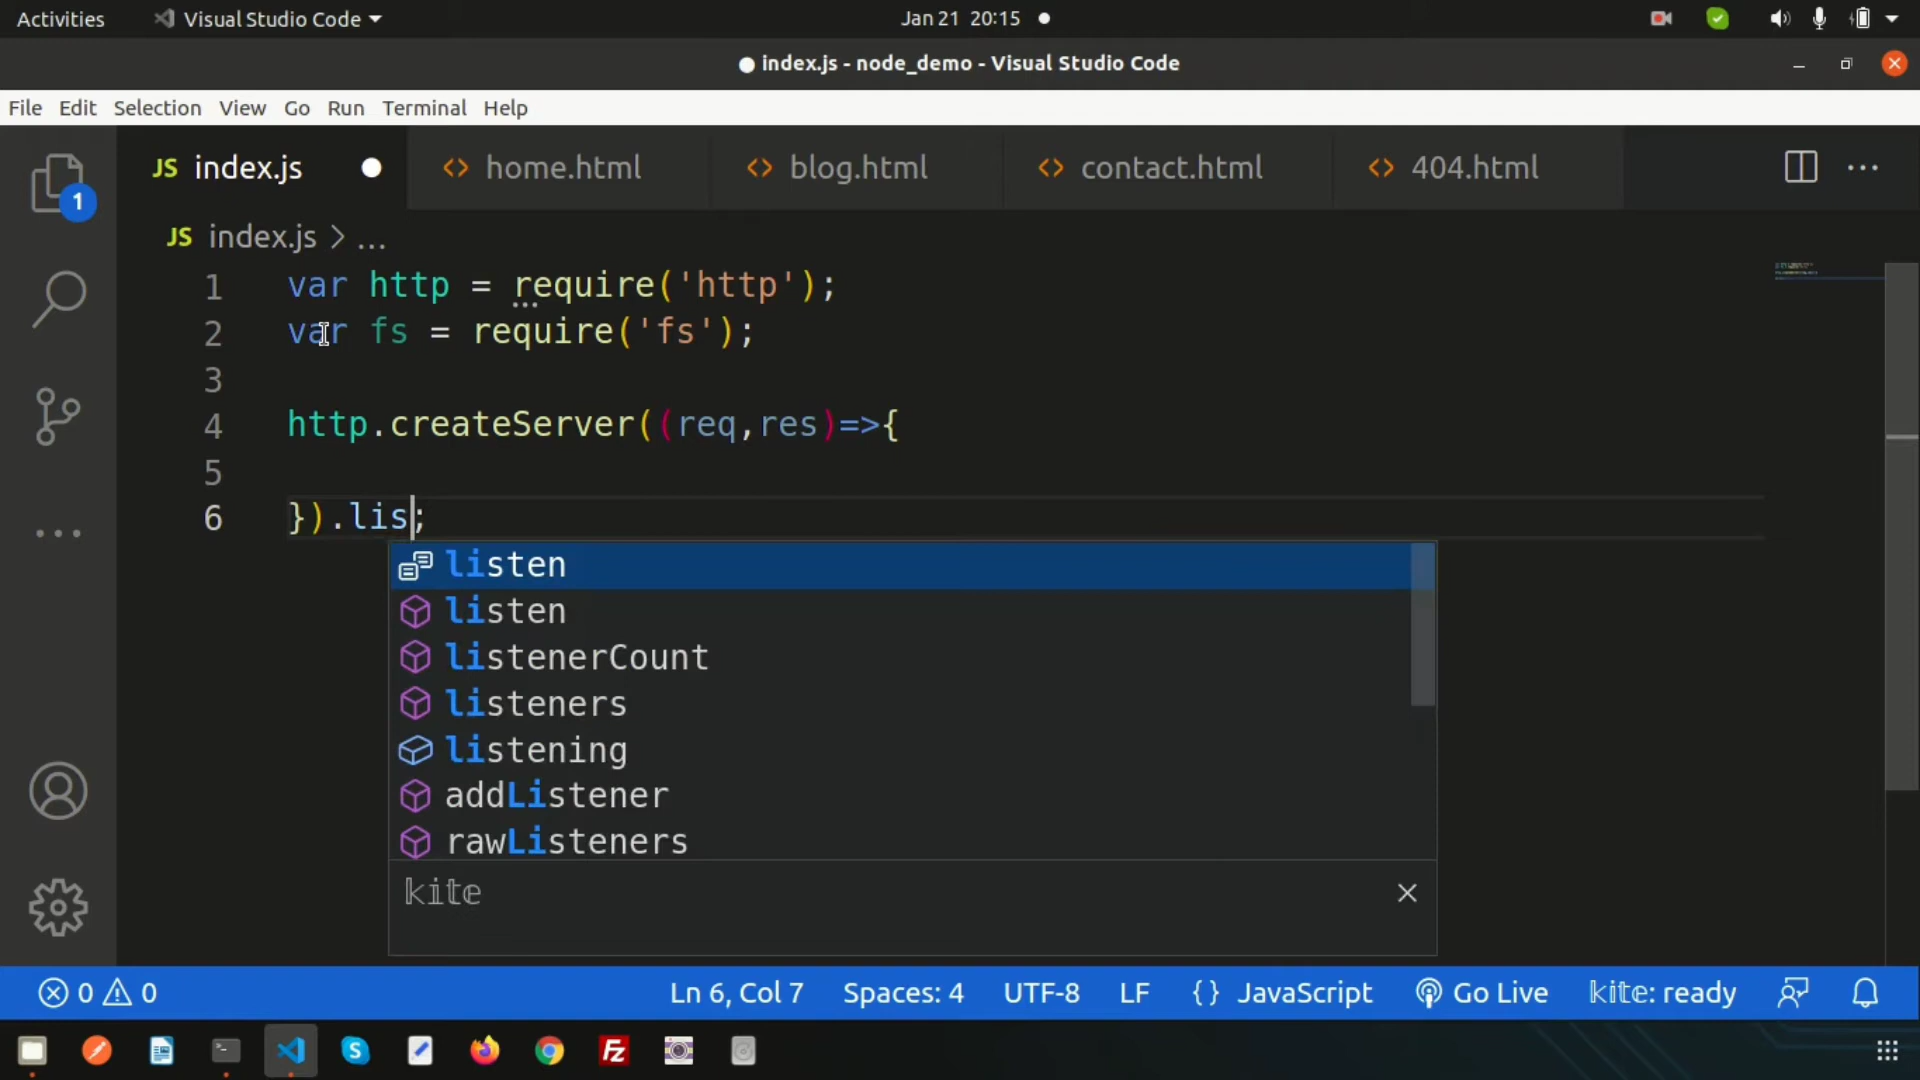 Activities Visual Studio Code Jan 21 20:15
index.js - node_demo - Visual Studio Code
File Edit Selection View Go Run Terminal Help
JS index.js home.html blog.html contact.html 404.html
1
JS index.js > ...
1 var http = require('http');
2 var fs = require('fs');
3
4 http.createServer((req,res)=>{
5
6 }).lis;
listen
listen
listenerCount
listeners
listening
addListener
rawListeners
kite
0 0 Ln 6, Col 7 Spaces: 4 UTF-8 LF {} JavaScript Go Live kite: ready